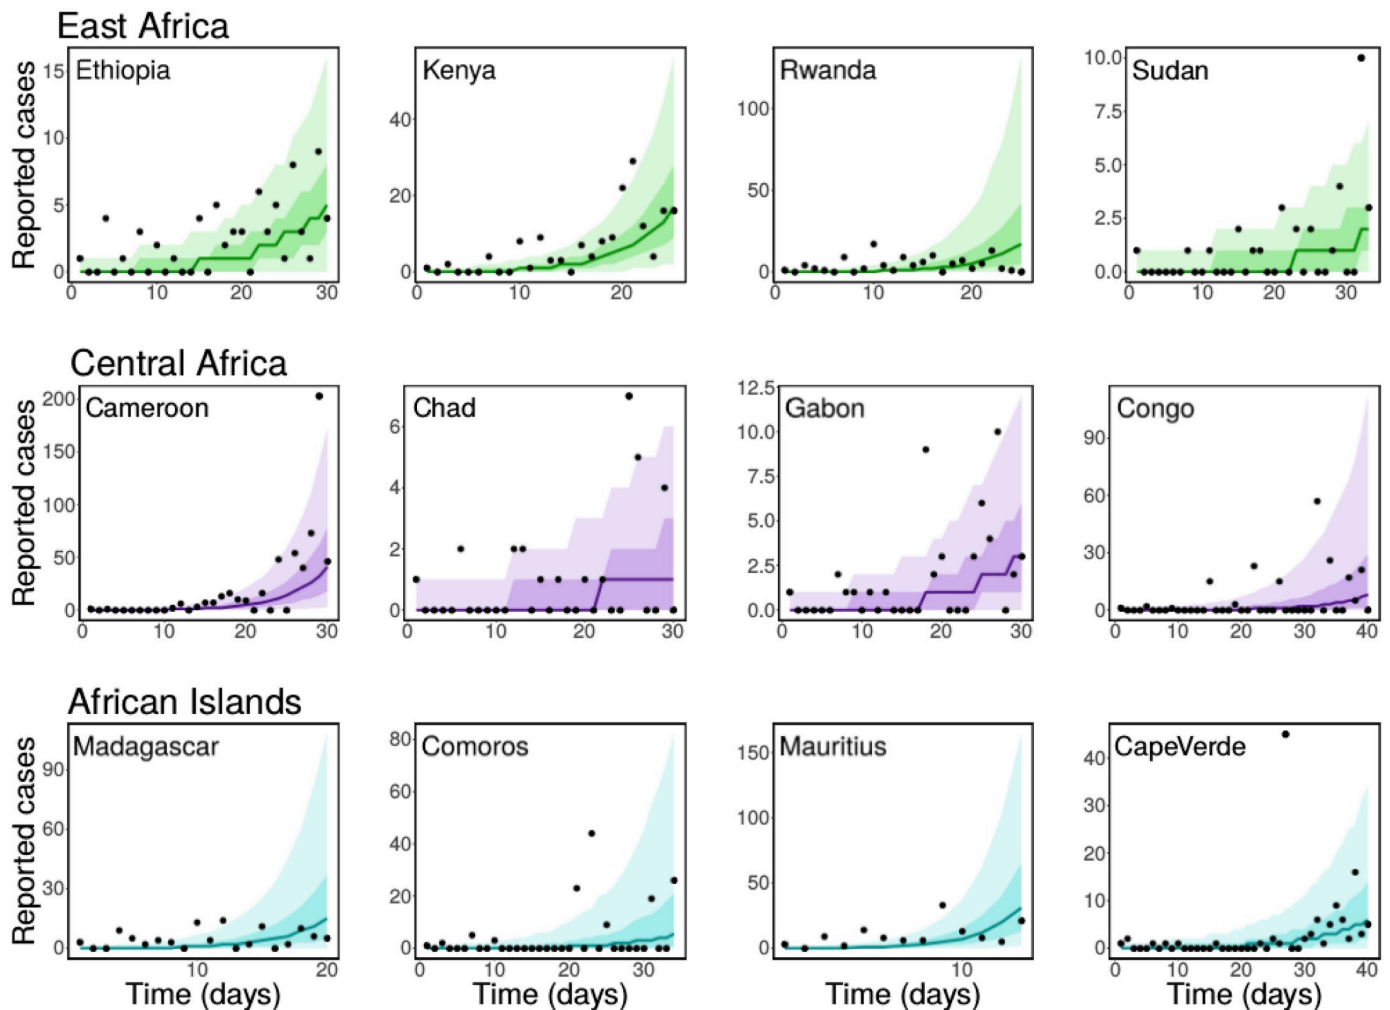 East Africa
Reported cases
Ethiopia
15
10
5
0
0 10 20 30
Kenya
40
20
0
0 10 20
Rwanda
100
50
0
0 10 20
Sudan
10.0
7.5
5.0
2.5
0.0
0 10 20 30
Central Africa
Reported cases
Cameroon
200
150
100
50
0
0 10 20 30
Chad
6
4
2
0
0 10 20 30
Gabon
12.5
10.0
7.5
5.0
2.5
0.0
0 10 20 30
Congo
90
60
30
0
0 10 20 30 40
African Islands
Reported cases
Madagascar
90
60
30
0
10 20
Time (days)
Comoros
80
60
40
20
0
0 10 20 30
Time (days)
Mauritius
150
100
50
0
10
Time (days)
CapeVerde
40
30
20
10
0
0 10 20 30 40
Time (days)